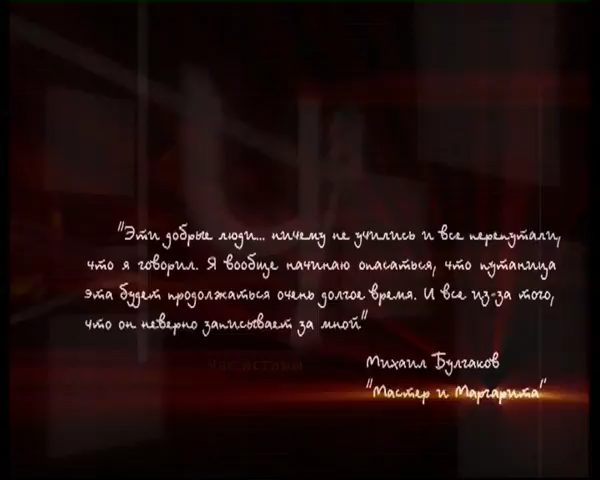 "Эти добрые люди... ничему не учились и все перепутали,
что я говорил. Я вообще начинаю опасаться, что путаница
эта будет продолжаться очень долгое время. И все из-за того,
что он неверно записывает за мной"
Михаил Булгаков
"Мастер и Маргарита"